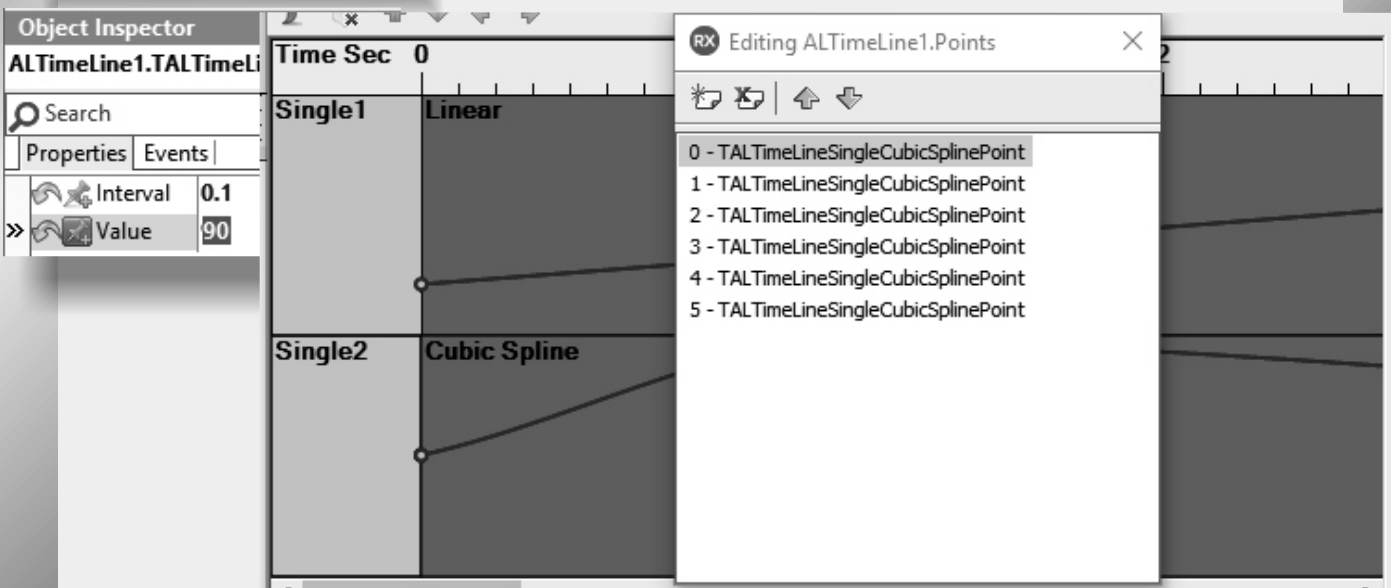 Object Inspector
ALTimeLine1.TALTimeLi
Search
Properties Events
Interval 0.1
Value 90
Time Sec 0
2
Single1 Linear
Single2 Cubic Spline
RX Editing ALTimeLine1.Points
0 - TALTimeLineSingleCubicSplinePoint
1 - TALTimeLineSingleCubicSplinePoint
2 - TALTimeLineSingleCubicSplinePoint
3 - TALTimeLineSingleCubicSplinePoint
4 - TALTimeLineSingleCubicSplinePoint
5 - TALTimeLineSingleCubicSplinePoint